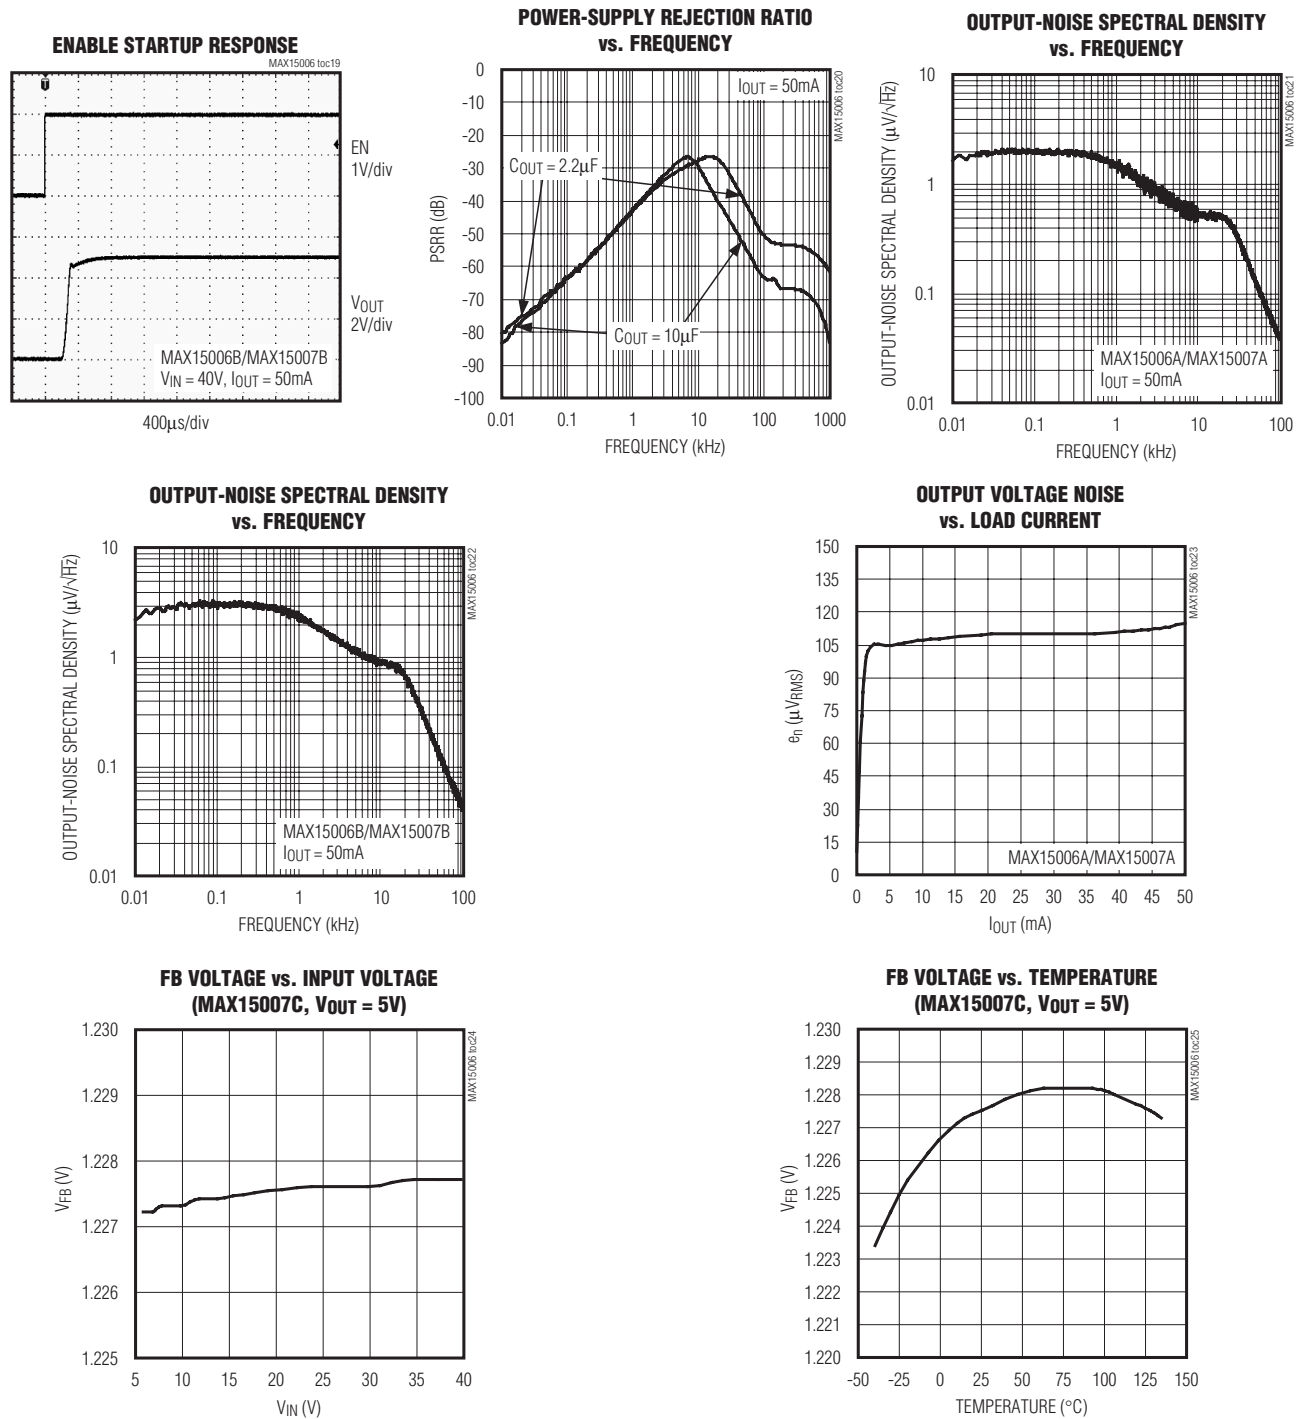 ENABLE STARTUP RESPONSE
MAX15006 toc19
T
EN
1V/div
VOUT
2V/div
MAX15006B/MAX15007B
VIN = 40V, IOUT = 50mA
400μs/div
POWER-SUPPLY REJECTION RATIO
vs. FREQUENCY
MAX15006 toc20
IOUT = 50mA
COUT = 2.2μF
COUT = 10μF
PSRR (dB)
0
-10
-20
-30
-40
-50
-60
-70
-80
-90
-100
0.01 0.1 1 10 100 1000
FREQUENCY (kHz)
OUTPUT-NOISE SPECTRAL DENSITY
vs. FREQUENCY
MAX15006 toc21
OUTPUT-NOISE SPECTRAL DENSITY (μV/√Hz)
10
1
0.1
0.01
MAX15006A/MAX15007A
IOUT = 50mA
0.01 0.1 1 10 100
FREQUENCY (kHz)
OUTPUT-NOISE SPECTRAL DENSITY
vs. FREQUENCY
MAX15006 toc22
OUTPUT-NOISE SPECTRAL DENSITY (μV/√Hz)
10
1
0.1
0.01
MAX15006B/MAX15007B
IOUT = 50mA
0.01 0.1 1 10 100
FREQUENCY (kHz)
OUTPUT VOLTAGE NOISE
vs. LOAD CURRENT
MAX15006 toc23
en (μVRMS)
150
135
120
105
90
75
60
45
30
15
0
MAX15006A/MAX15007A
0 5 10 15 20 25 30 35 40 45 50
IOUT (mA)
FB VOLTAGE vs. INPUT VOLTAGE
(MAX15007C, VOUT = 5V)
MAX15006 toc24
VFB (V)
1.230
1.229
1.228
1.227
1.226
1.225
5 10 15 20 25 30 35 40
VIN (V)
FB VOLTAGE vs. TEMPERATURE
(MAX15007C, VOUT = 5V)
MAX15006 toc25
VFB (V)
1.230
1.229
1.228
1.227
1.226
1.225
1.224
1.223
1.222
1.221
1.220
-50 -25 0 25 50 75 100 125 150
TEMPERATURE (°C)